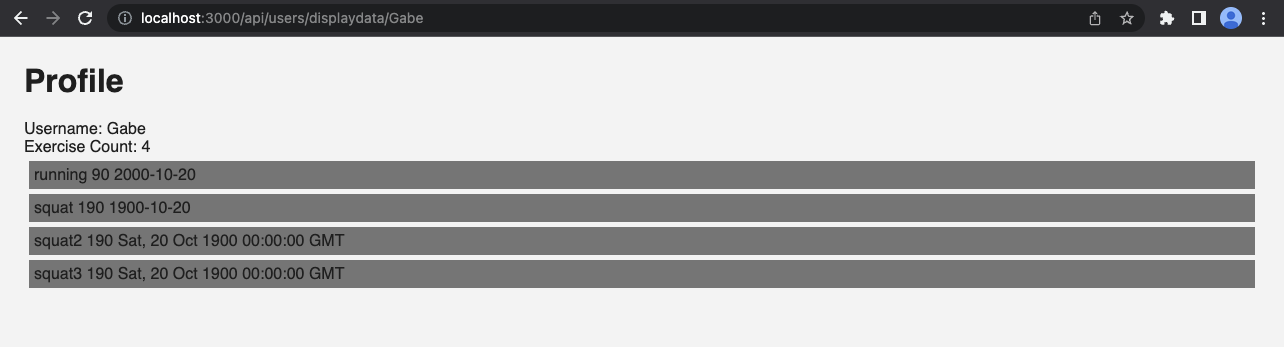 localhost:3000/api/users/displaydata/Gabe
Profile
Username: Gabe
Exercise Count: 4
running 90 2000-10-20
squat 190 1900-10-20
squat2 190 Sat, 20 Oct 1900 00:00:00 GMT
squat3 190 Sat, 20 Oct 1900 00:00:00 GMT